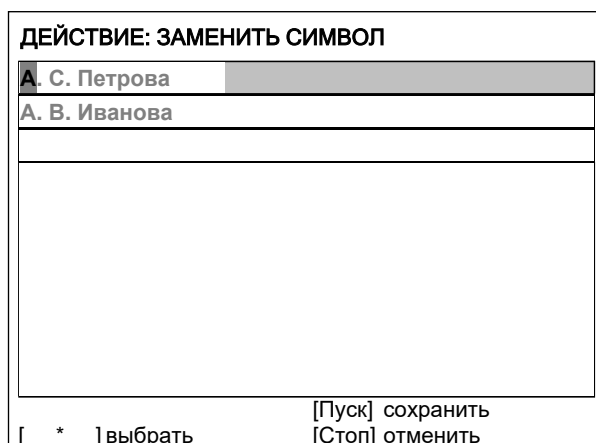 ДЕЙСТВИЕ: ЗАМЕНИТЬ СИМВОЛ
А. С. Петрова
А. В. Иванова
[Пуск] сохранить
[ * ] выбрать [Стоп] отменить